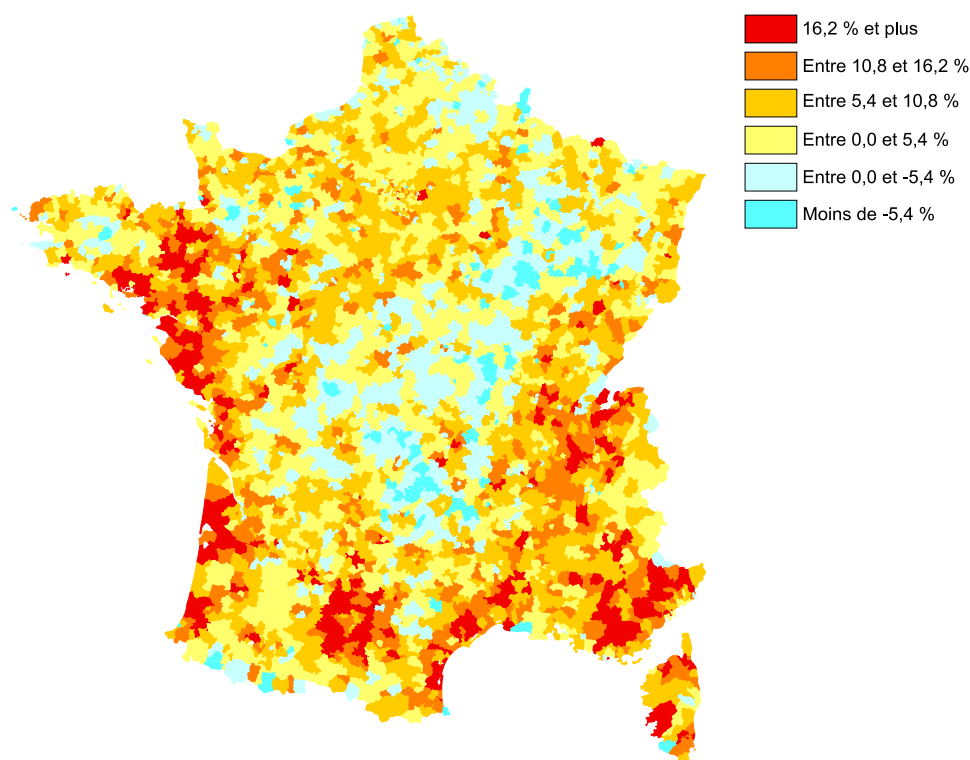 16,2 % et plus
Entre 10,8 et 16,2 %
Entre 5,4 et 10,8 %
Entre 0,0 et 5,4 %
Entre 0,0 et -5,4 %
Moins de -5,4 %